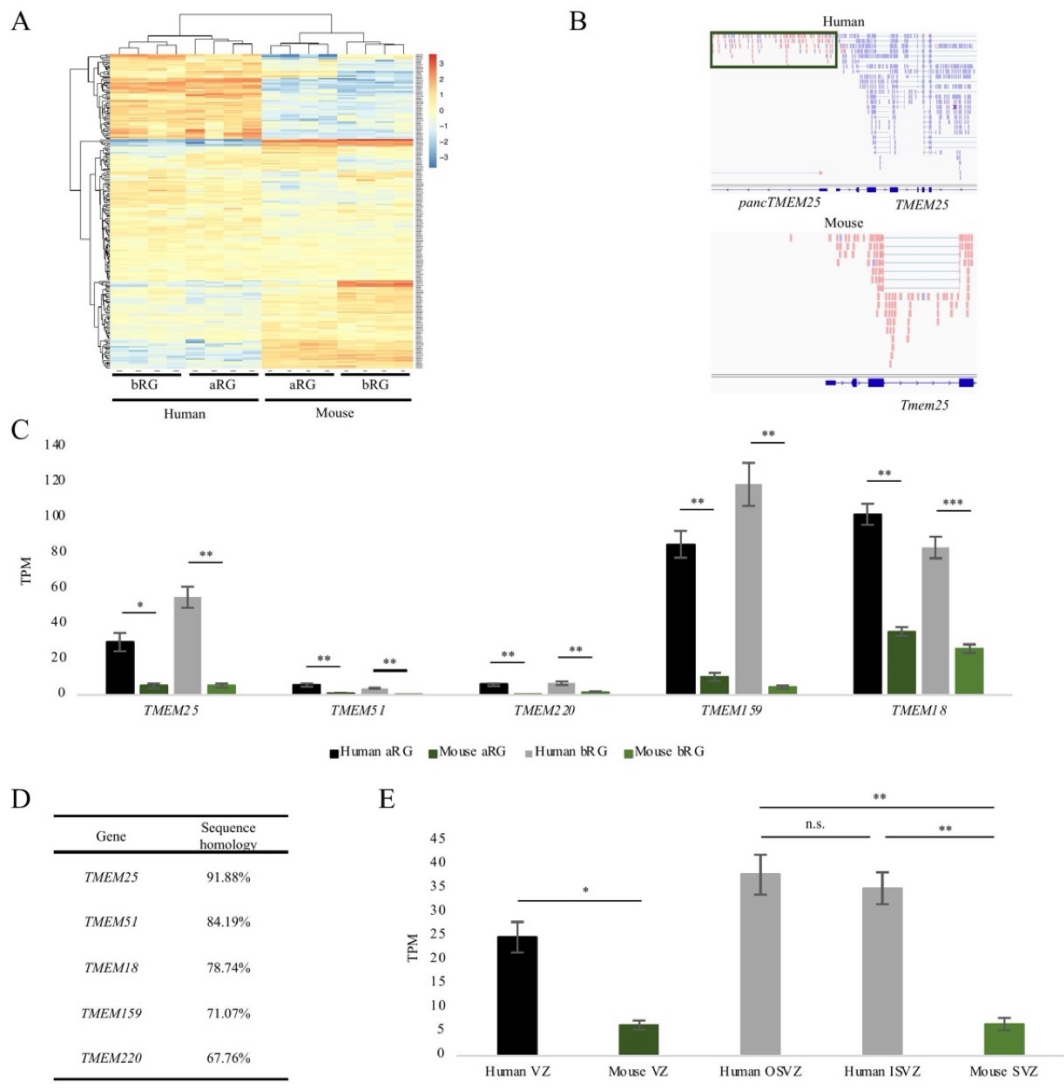 A
3
2
1
0
-1
-2
-3
bRG aRG aRG bRG
Human Mouse
B
Human
pancTMEM25 TMEM25
Mouse
Tmem25
C
140
120
100
80
60
40
20
0
TPM
* ** ** ** ** ** ** ** ** ***
TMEM25 TMEM51 TMEM220 TMEM159 TMEM18
Human aRG Mouse aRG Human bRG Mouse bRG
D
Gene Sequence homology
TMEM25 91.88%
TMEM51 84.19%
TMEM18 78.74%
TMEM159 71.07%
TMEM220 67.76%
E
45
40
35
30
25
20
15
10
5
0
TPM
*
**
n.s. **
Human VZ Mouse VZ Human OSVZ Human ISVZ Mouse SVZ